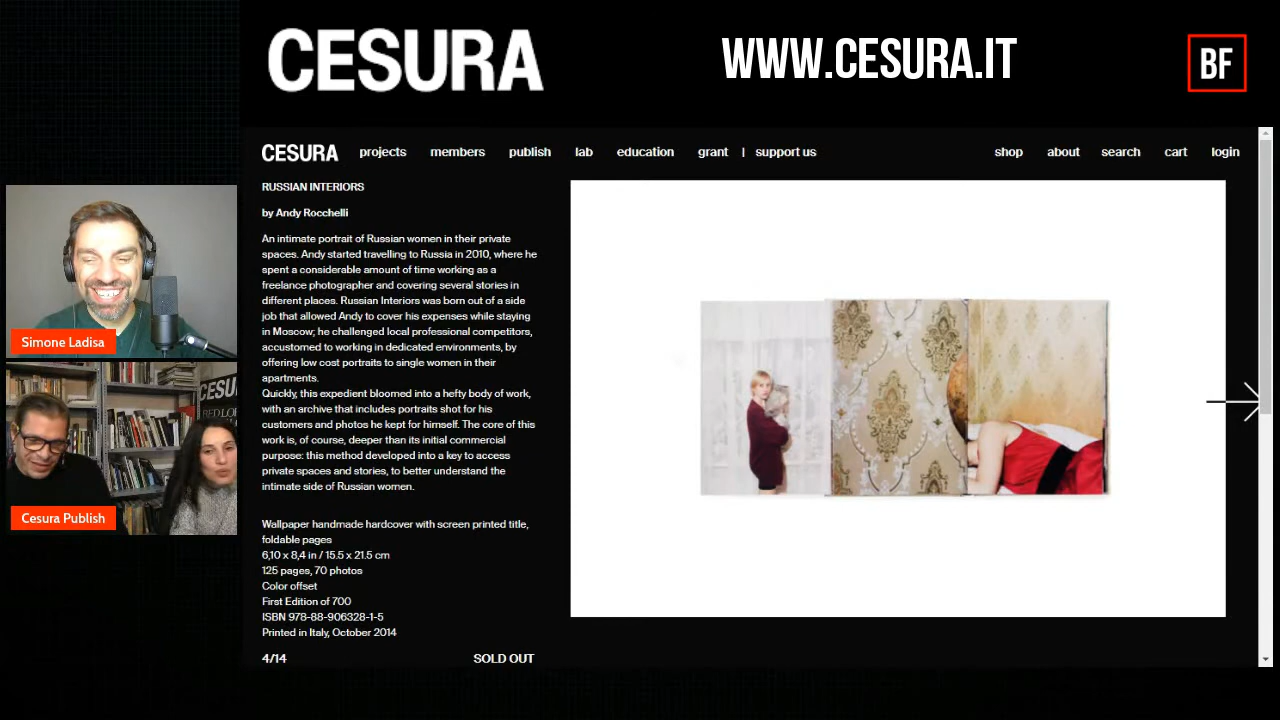 CESURA
WWW.CESURA.IT
BF
CESURA projects members publish lab education grant | support us shop about search cart login
RUSSIAN INTERIORS
by Andy Rocchelli
An intimate portrait of Russian women in their private
spaces. Andy started travelling to Russia in 2010, where he
spent a considerable amount of time working as a
freelance photographer and covering several stories in
different places. Russian Interiors was born out of a side
job that allowed Andy to cover his expenses while staying
in Moscow; he challenged local professional competitors,
accustomed to working in dedicated environments, by
offering low cost portraits to single women in their
apartments.
Quickly, this expedient bloomed into a hefty body of work,
with an archive that includes portraits shot for his
customers and photos he kept for himself. The core of this
work is, of course, deeper than its initial commercial
purpose: this method developed into a key to access
private spaces and stories, to better understand the
intimate side of Russian women.
Wallpaper handmade hardcover with screen printed title,
foldable pages
6,10 x 8,4 in / 15.5 x 21.5 cm
125 pages, 70 photos
Color offset
First Edition of 700
ISBN 978-88-906328-1-5
Printed in Italy, October 2014
4/14 SOLD OUT
Simone Ladisa
CESU
RED LO
Cesura Publish